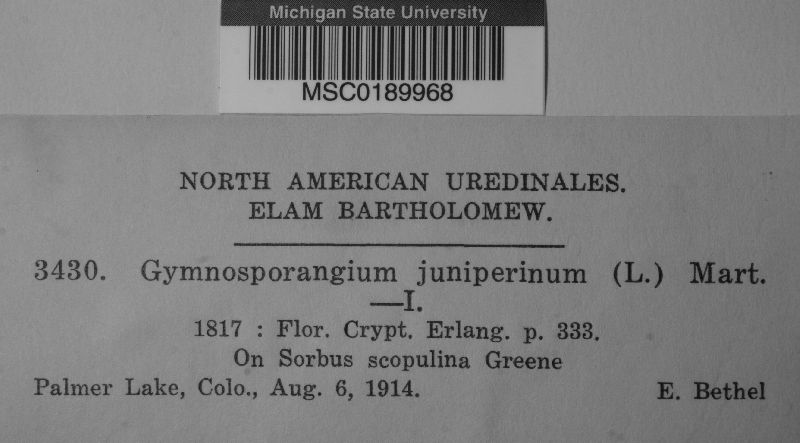 Michigan State University
MSC0189968
NORTH AMERICAN UREDINALES.
ELAM BARTHOLOMEW.
3430. Gymnosporangium juniperinum (L.) Mart.
—I.
1817 : Flor. Crypt. Erlang. p. 333.
On Sorbus scopulina Greene
Palmer Lake, Colo., Aug. 6, 1914. E. Bethel